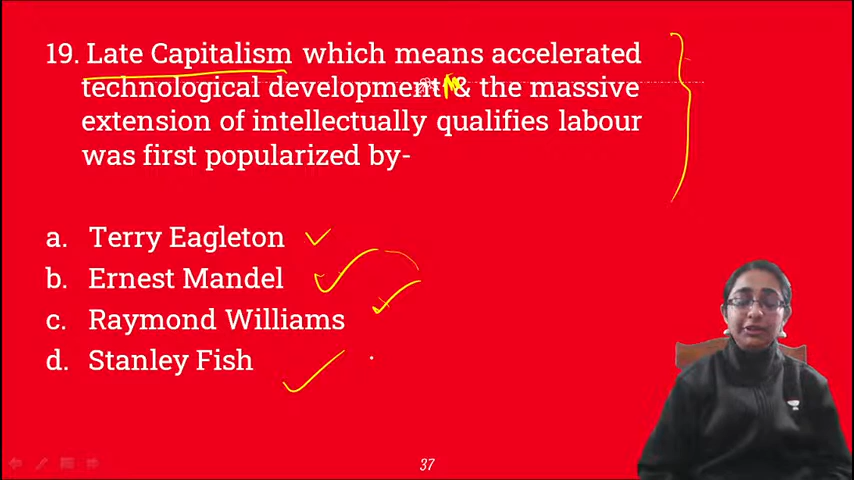 19. Late Capitalism which means accelerated
technological development & the massive
extension of intellectually qualifies labour
was first popularized by-
a. Terry Eagleton
b. Ernest Mandel
c. Raymond Williams
d. Stanley Fish
37